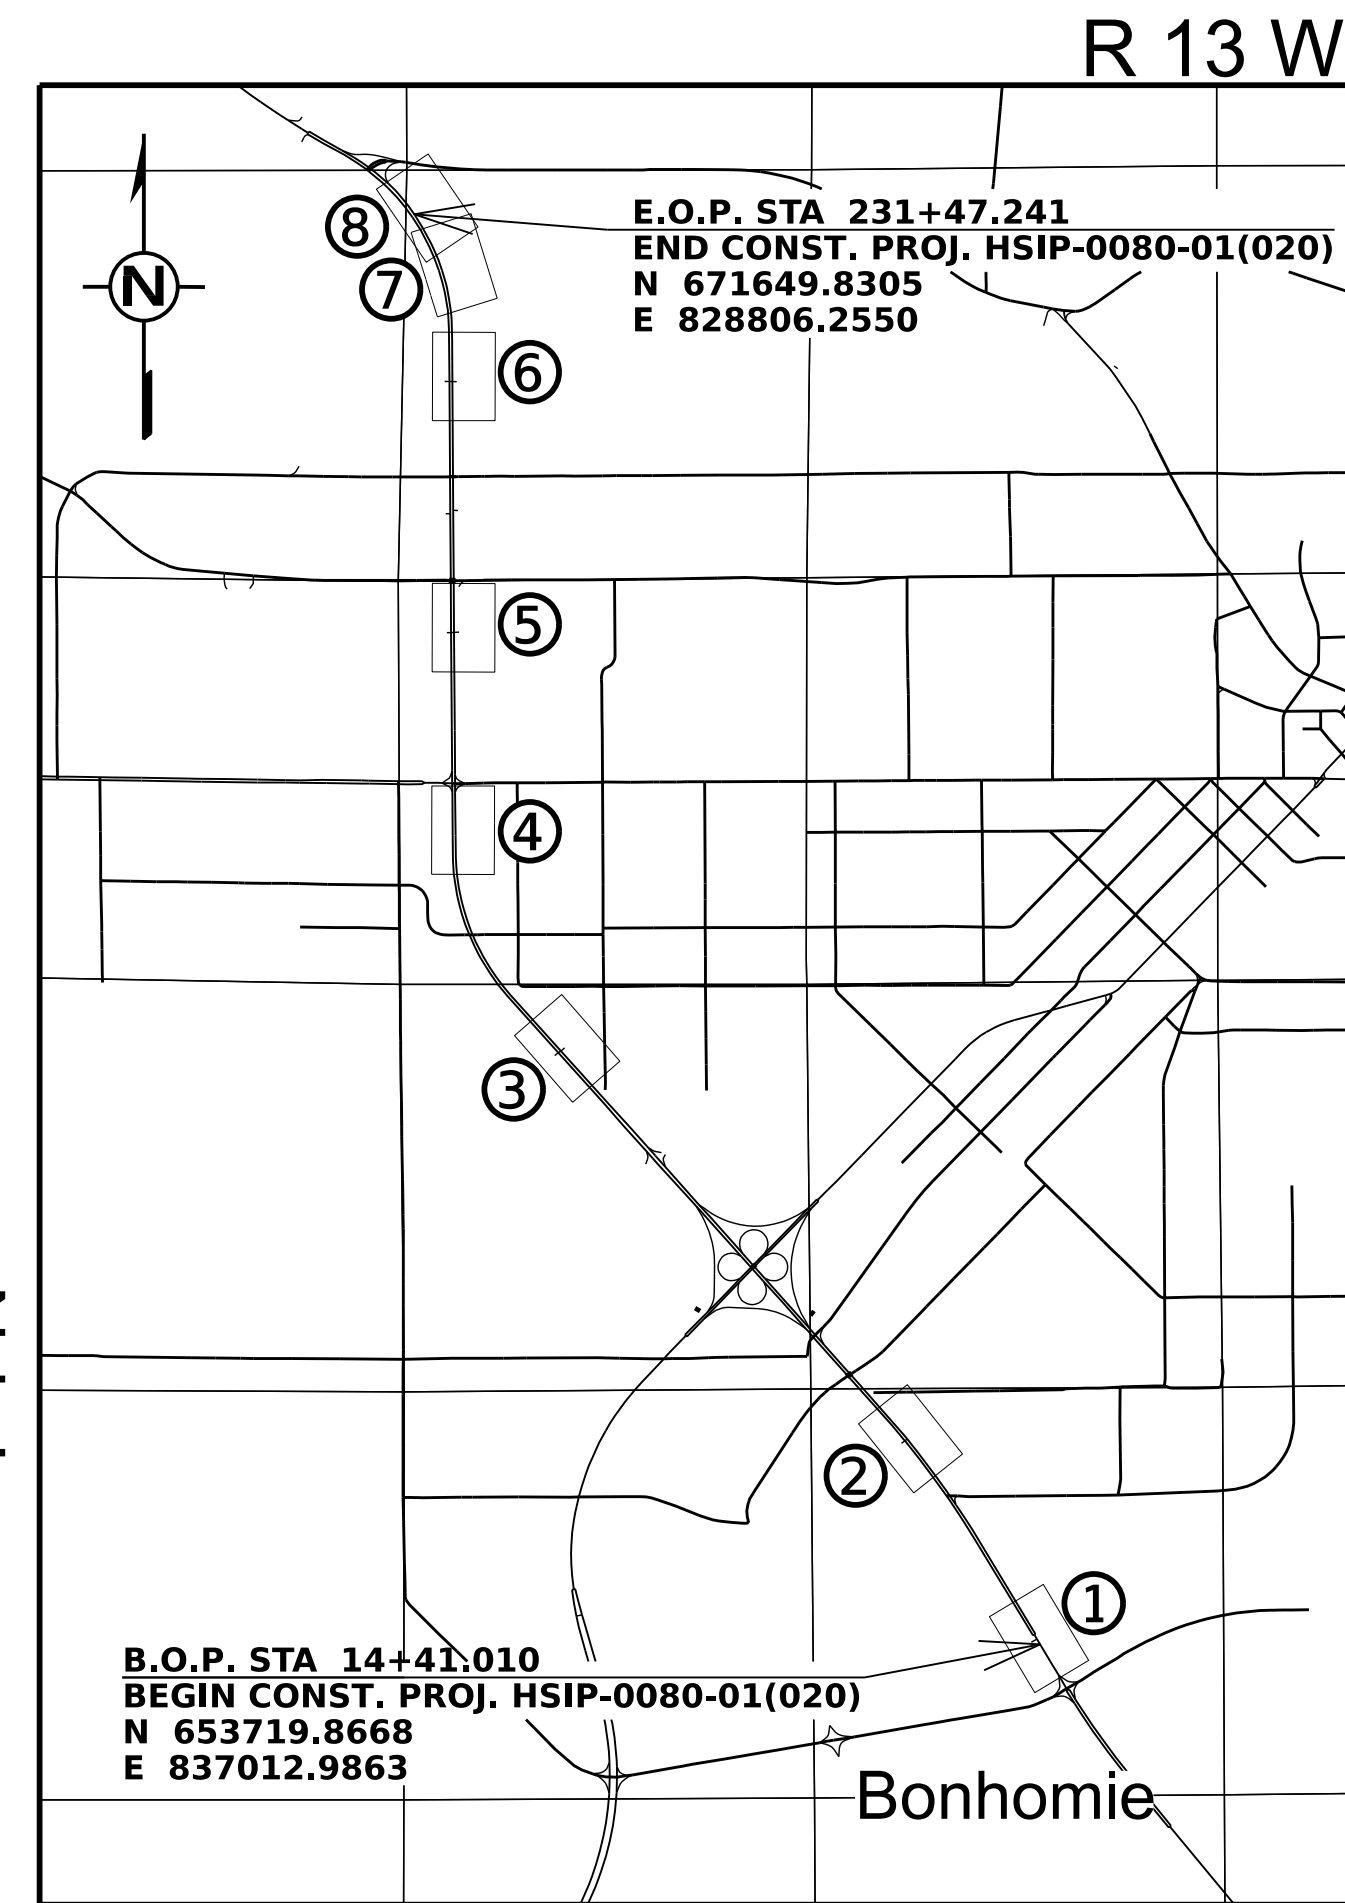 R 13 W
N
8
E.O.P. STA 231+47.241
END CONST. PROJ. HSIP-0080-01(020)
N 671649.8305
E 828806.2550
7
6
5
4
3
2
1
B.O.P. STA 14+41.010
BEGIN CONST. PROJ. HSIP-0080-01(020)
N 653719.8668
E 837012.9863
Bonhomie